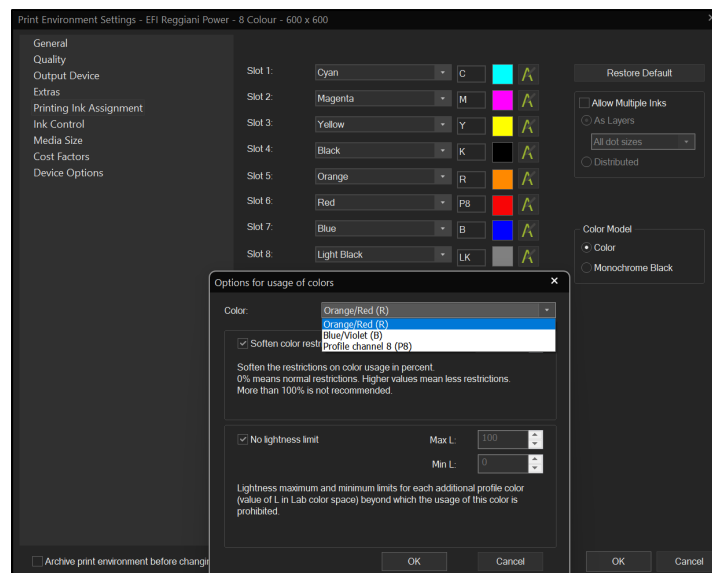 Print Environment Settings - EFI Reggiani Power - 8 Colour - 600 x 600
General
Quality
Output Device
Extras
Printing Ink Assignment
Ink Control
Media Size
Cost Factors
Device Options
Slot 1: Cyan C
Slot 2: Magenta M
Slot 3: Yellow Y
Slot 4: Black K
Slot 5: Orange R
Slot 6: Red P8
Slot 7: Blue B
Slot 8: Light Black LK
Restore Default
Allow Multiple Inks
As Layers
All dot sizes
Distributed
Color Model
Color
Monochrome Black
Options for usage of colors
Color: Orange/Red (R)
Orange/Red (R)
Blue/Violet (B)
Profile channel 8 (P8)
Soften color restr
Soften the restrictions on color usage in percent.
0% means normal restrictions. Higher values mean less restrictions.
More than 100% is not recommended.
No lightness limit
Max L: 100
Min L: 0
Lightness maximum and minimum limits for each additional profile color
(value of L in Lab color space) beyond which the usage of this color is
prohibited.
OK Cancel
Archive print environment before changin
OK Cancel